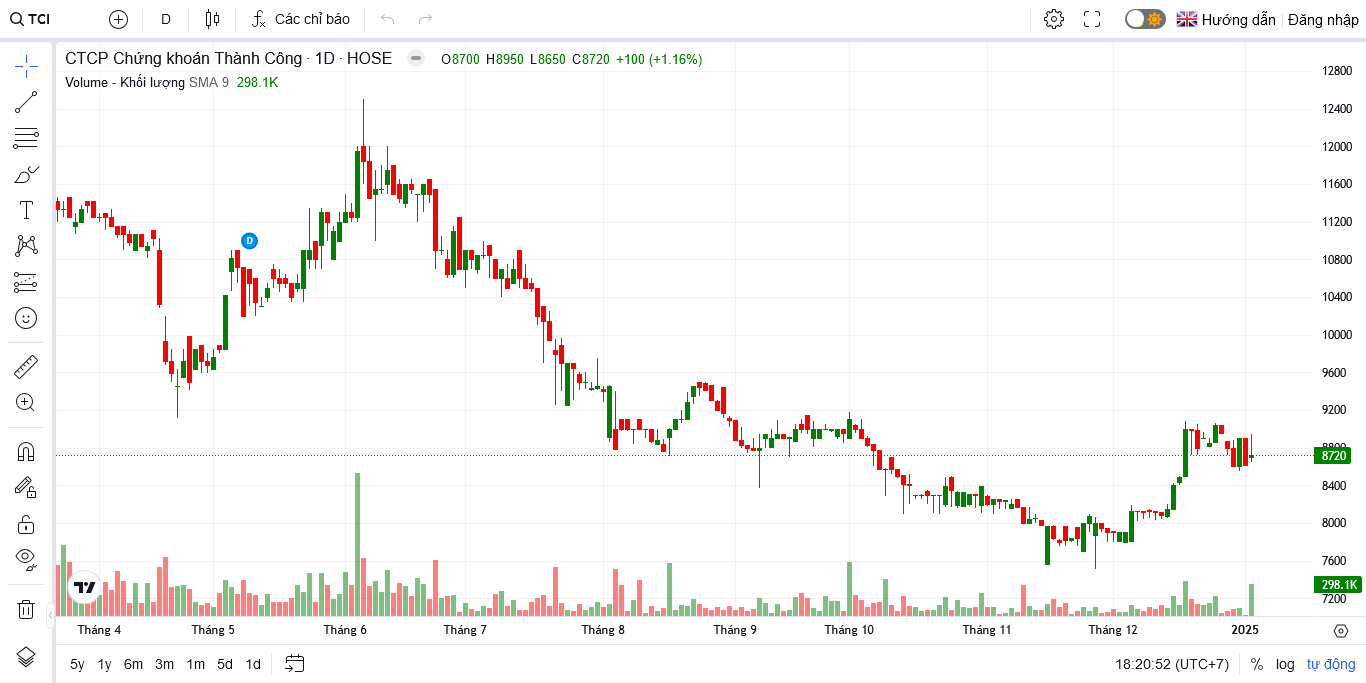 TCI D Các chỉ báo Hướng dẫn Đăng nhập
CTCP Chứng khoán Thành Công · 1D · HOSE O8700 H8950 L8650 C8720 +100 (+1.16%)
Volume - Khối lượng SMA 9 298.1K
D
12800
12400
12000
11600
11200
10800
10400
10000
9600
9200
8800
8720
8400
8000
7600
298.1K
7200
Tháng 4 Tháng 5 Tháng 6 Tháng 7 Tháng 8 Tháng 9 Tháng 10 Tháng 11 Tháng 12 2025
5y 1y 6m 3m 1m 5d 1d 18:20:52 (UTC+7) % log tự động